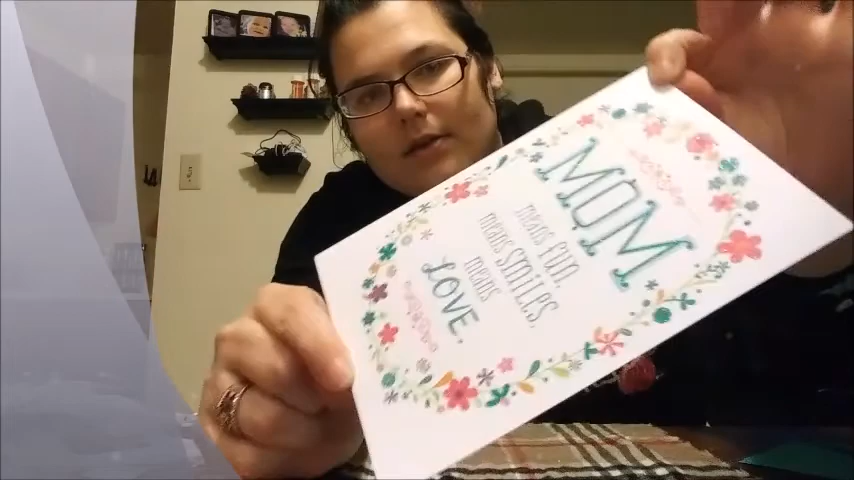 MOM
means FUN,
means SMILES,
means
LOVE.